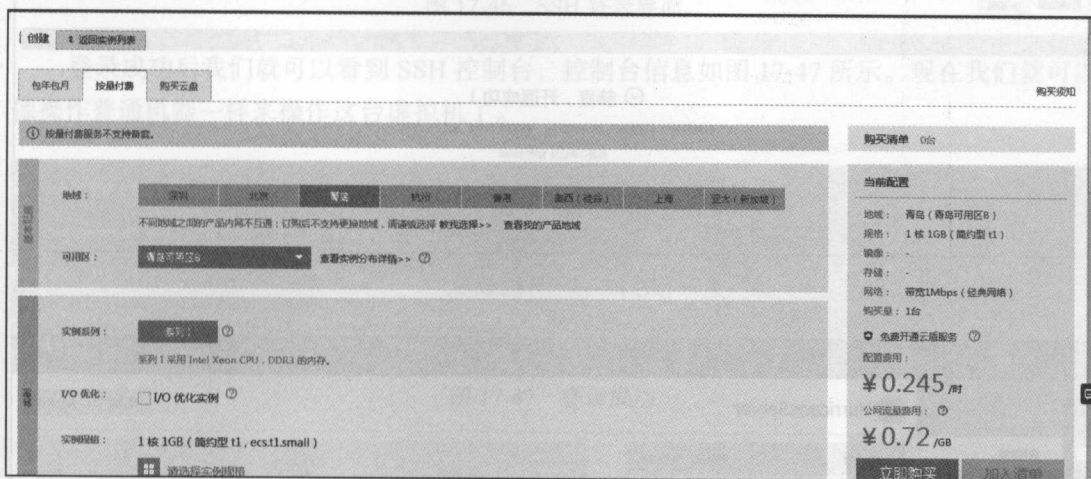 创建 返回实例列表
包年包月 按量付费 购买云盘 购买须知
按量付费服务不支持备案。
地域： 深圳 北京 青岛 杭州 香港 美西（硅谷） 上海 亚太（新加坡）
不同地域之间的产品内网不互通；订购后不支持更换地域，请谨慎选择 教我选择>> 查看我的产品地域
可用区： 青岛可用区B 查看实例分布详情>>
实例系列： 系列 1
系列 1 采用 Intel Xeon CPU，DDR3 的内存。
I/O 优化： I/O 优化实例
实例规格： 1 核 1GB（简约型 t1，ecs.t1.small）
请选择实例规格
购买清单 0台
当前配置
地域： 青岛（青岛可用区B）
规格： 1 核 1GB（简约型 t1）
镜像： -
存储： -
网络： 带宽1Mbps（经典网络）
购买量： 1台
免费开通云盾服务
配置费用：
¥0.245 /时
公网流量费用：
¥0.72 /GB
立即购买 加入清单